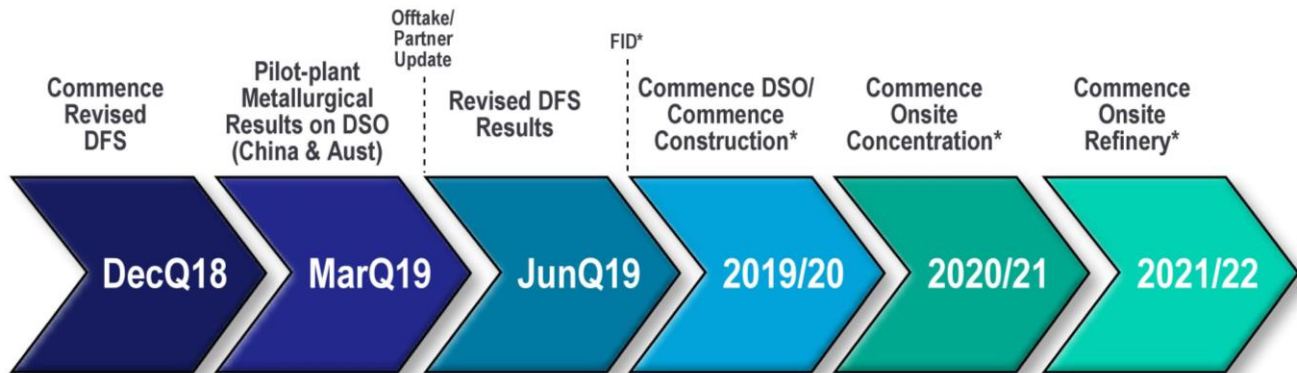 Commence
Revised
DFS
Pilot-plant
Metallurgical
Results on DSO
(China & Aust)
Offtake/
Partner
Update
Revised DFS
Results
FID*
Commence DSO/
Commence
Construction*
Commence
Onsite
Concentration*
Commence
Onsite
Refinery*
DecQ18
MarQ19
JunQ19
2019/20
2020/21
2021/22